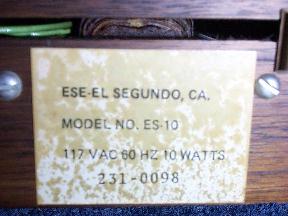 ESE-EL SEGUNDO, CA.
MODEL NO. ES-10
117 VAC 60 HZ 10 WATTS
231-0098